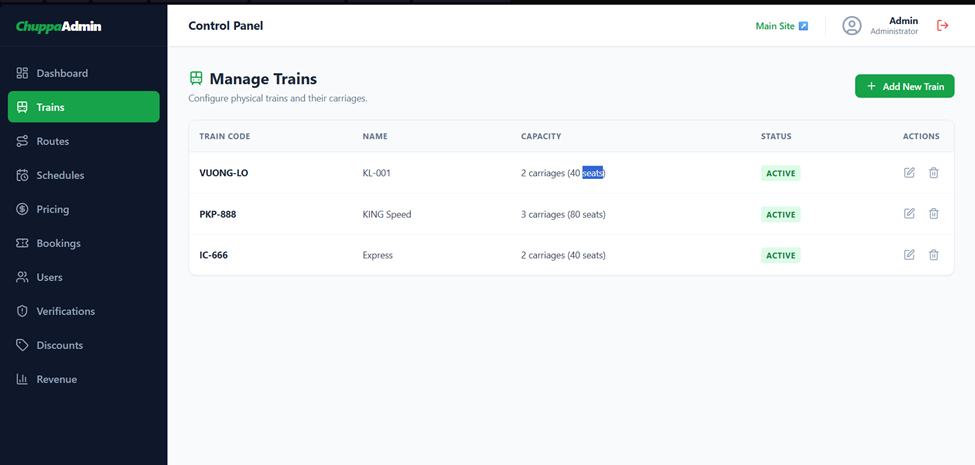 ChuppaAdmin
Control Panel
Main Site
Admin
Administrator
Dashboard
Trains
Routes
Schedules
Pricing
Bookings
Users
Verifications
Discounts
Revenue
Manage Trains
Configure physical trains and their carriages.
+ Add New Train
TRAIN CODE NAME CAPACITY STATUS ACTIONS
VUONG-LO KL-001 2 carriages (40 seats) ACTIVE
PKP-888 KING Speed 3 carriages (80 seats) ACTIVE
IC-666 Express 2 carriages (40 seats) ACTIVE